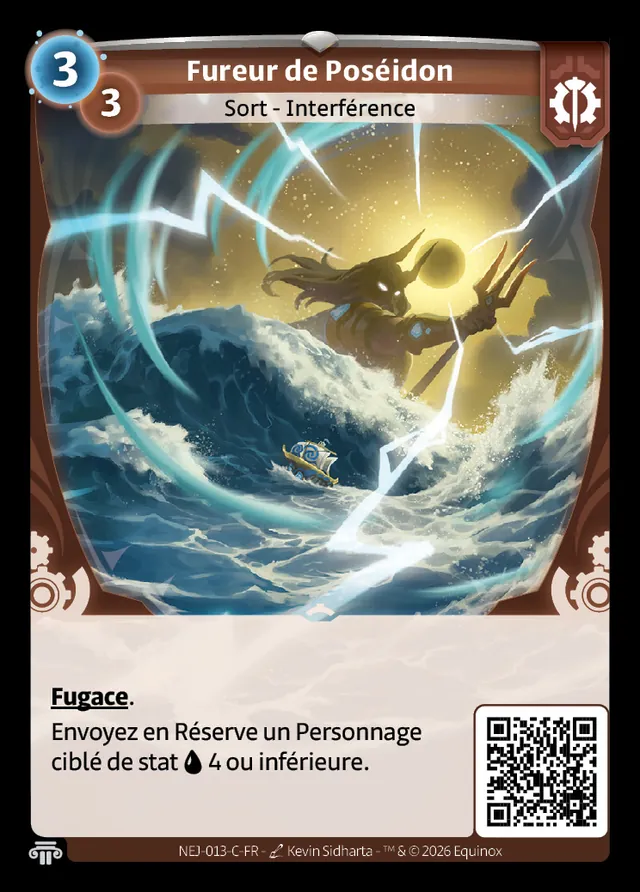 3
Fureur de Poséidon
3
Sort - Interférence
Fugace.
Envoyez en Réserve un Personnage
ciblé de stat 4 ou inférieure.
NEJ-013-C-FR - Kevin Sidharta - ™ & © 2026 Equinox